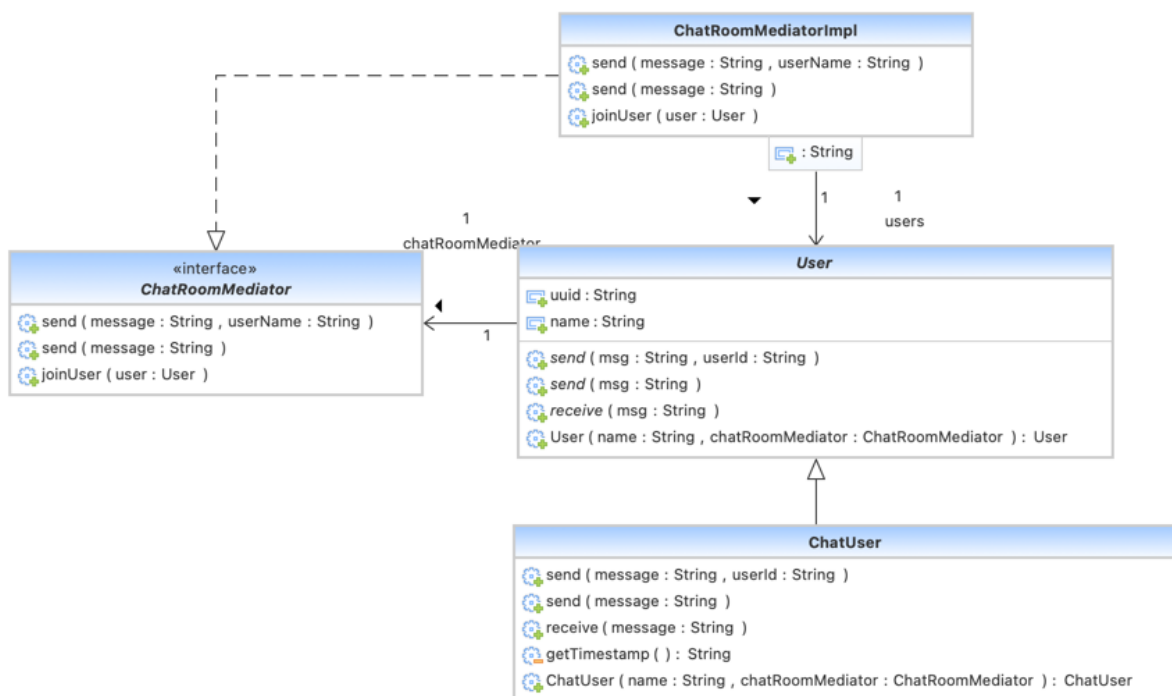 ChatRoomMediatorImpl
send ( message : String , userName : String )
send ( message : String )
joinUser ( user : User )
: String
1
1
users
1
chatRoomMediator
«interface»
ChatRoomMediator
send ( message : String , userName : String )
send ( message : String )
joinUser ( user : User )
1
User
uuid : String
name : String
send ( msg : String , userId : String )
send ( msg : String )
receive ( msg : String )
User ( name : String , chatRoomMediator : ChatRoomMediator ) : User
ChatUser
send ( message : String , userId : String )
send ( message : String )
receive ( message : String )
getTimestamp ( ) : String
ChatUser ( name : String , chatRoomMediator : ChatRoomMediator ) : ChatUser